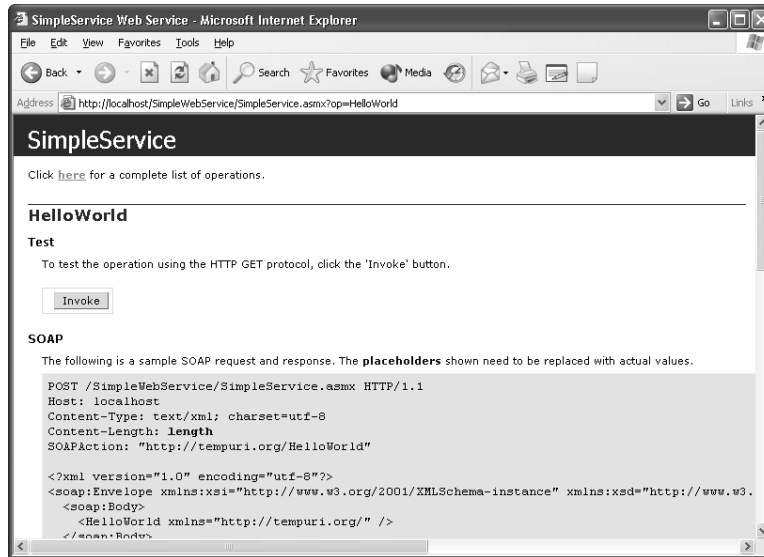 SimpleService Web Service - Microsoft Internet Explorer
File Edit View Favorites Tools Help
Back Search Favorites Media
Address http://localhost/SimpleWebService/SimpleService.asmx?op=HelloWorld Go Links
SimpleService
Click here for a complete list of operations.
HelloWorld
Test
To test the operation using the HTTP GET protocol, click the 'Invoke' button.
Invoke
SOAP
The following is a sample SOAP request and response. The placeholders shown need to be replaced with actual values.
POST /SimpleWebService/SimpleService.asmx HTTP/1.1
Host: localhost
Content-Type: text/xml; charset=utf-8
Content-Length: length
SOAPAction: "http://tempuri.org/HelloWorld"
<?xml version="1.0" encoding="utf-8"?>
<soap:Envelope xmlns:xsi="http://www.w3.org/2001/XMLSchema-instance" xmlns:xsd="http://www.w3.
<soap:Body>
<HelloWorld xmlns="http://tempuri.org/" />
</soap:Body>